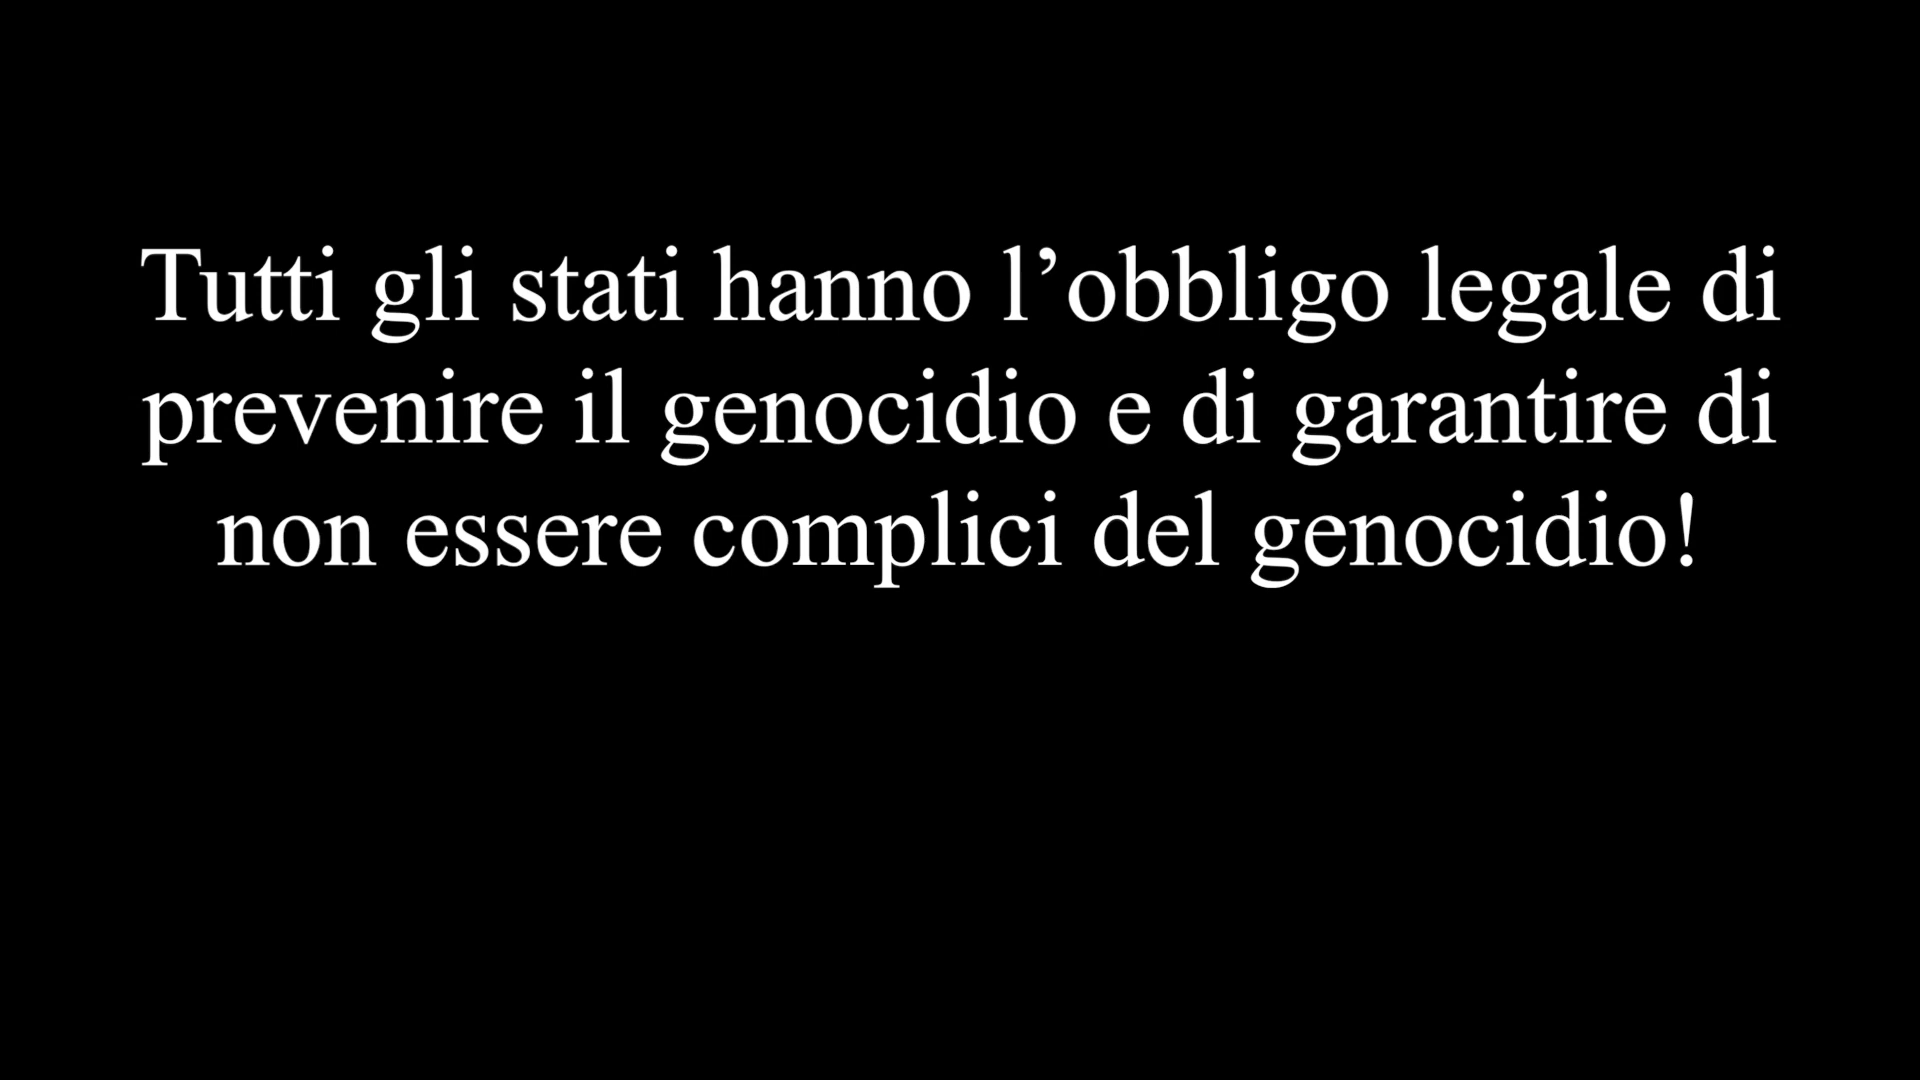 Tutti gli stati hanno l’obbligo legale di
prevenire il genocidio e di garantire di
non essere complici del genocidio!